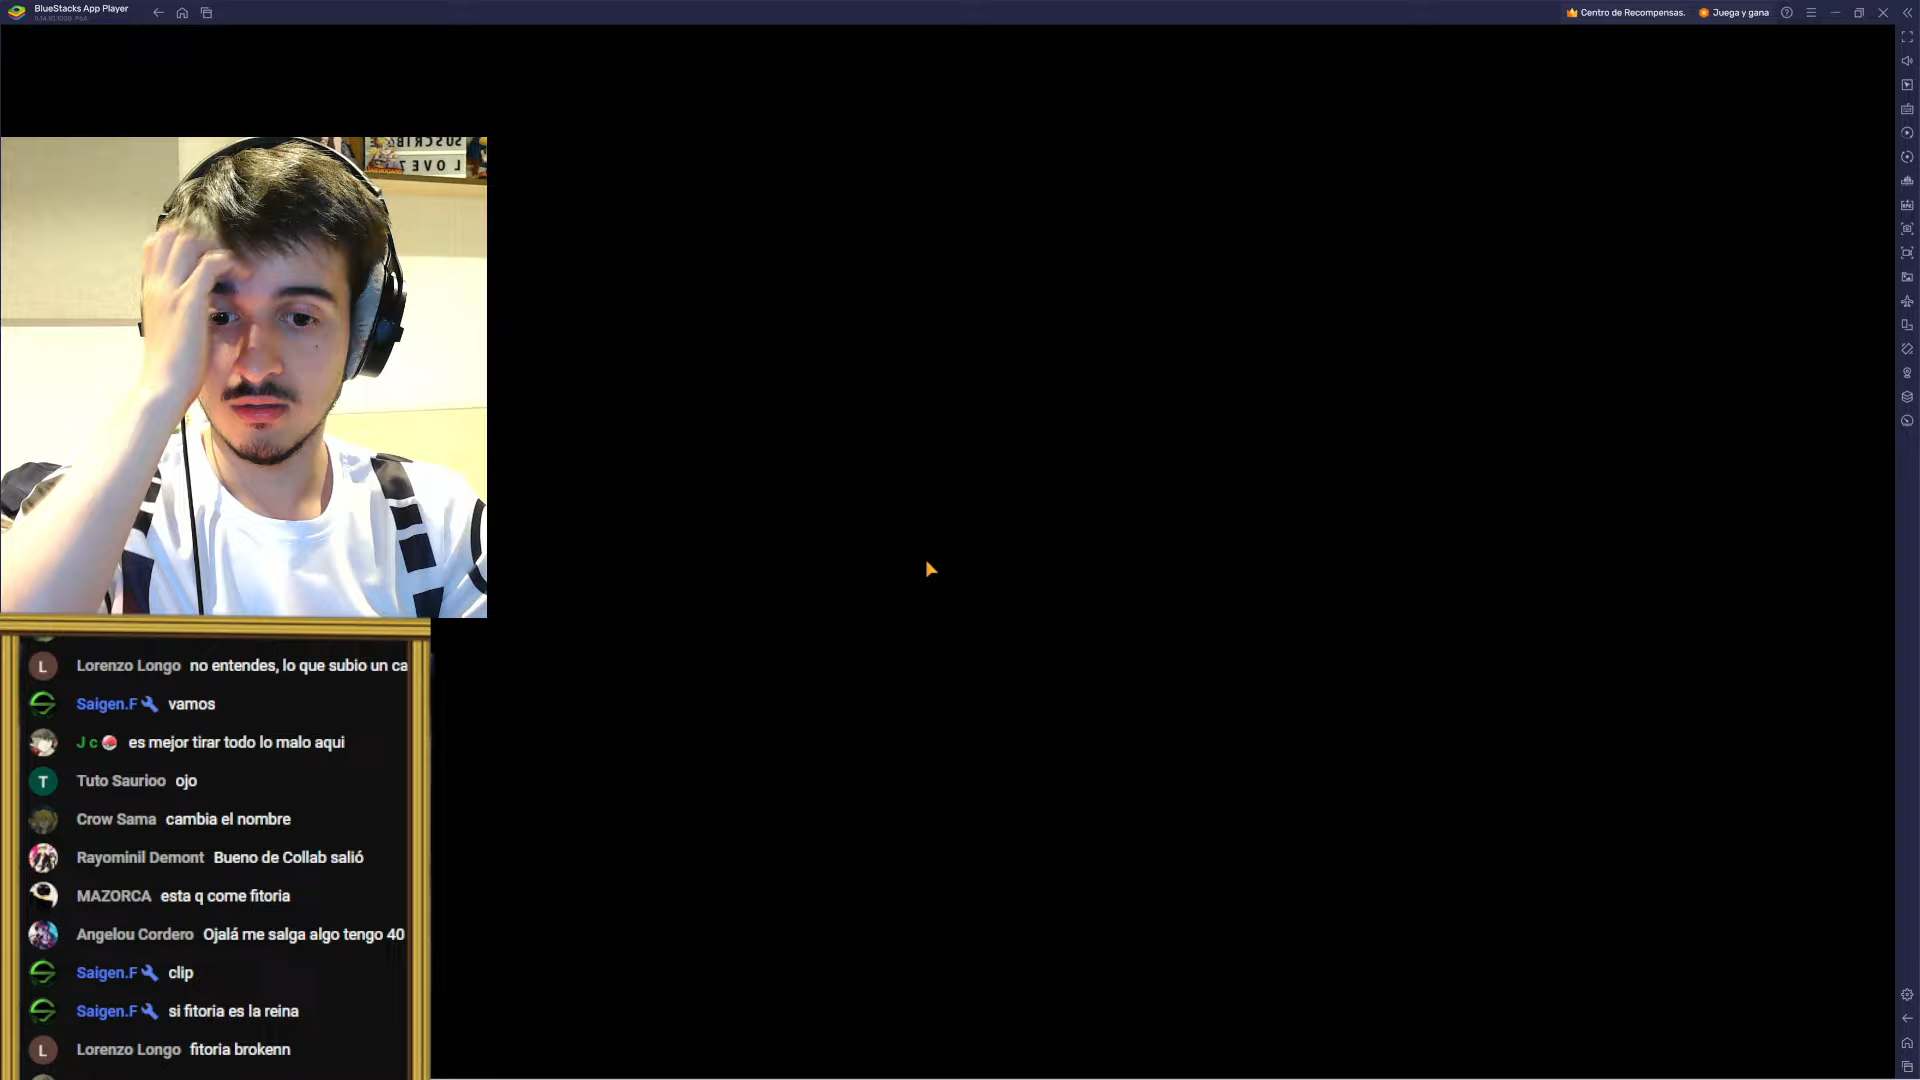 BlueStacks App Player
Centro de Recompensas.
Juega y gana
SUSCRIBE
LOVE 7
L Lorenzo Longo no entendes, lo que subio un ca
Saigen.F vamos
J c es mejor tirar todo lo malo aqui
T Tuto Saurioo ojo
Crow Sama cambia el nombre
Rayominil Demont Bueno de Collab salió
MAZORCA esta q come fitoria
Angelou Cordero Ojalá me salga algo tengo 40
Saigen.F clip
Saigen.F si fitoria es la reina
L Lorenzo Longo fitoria brokenn